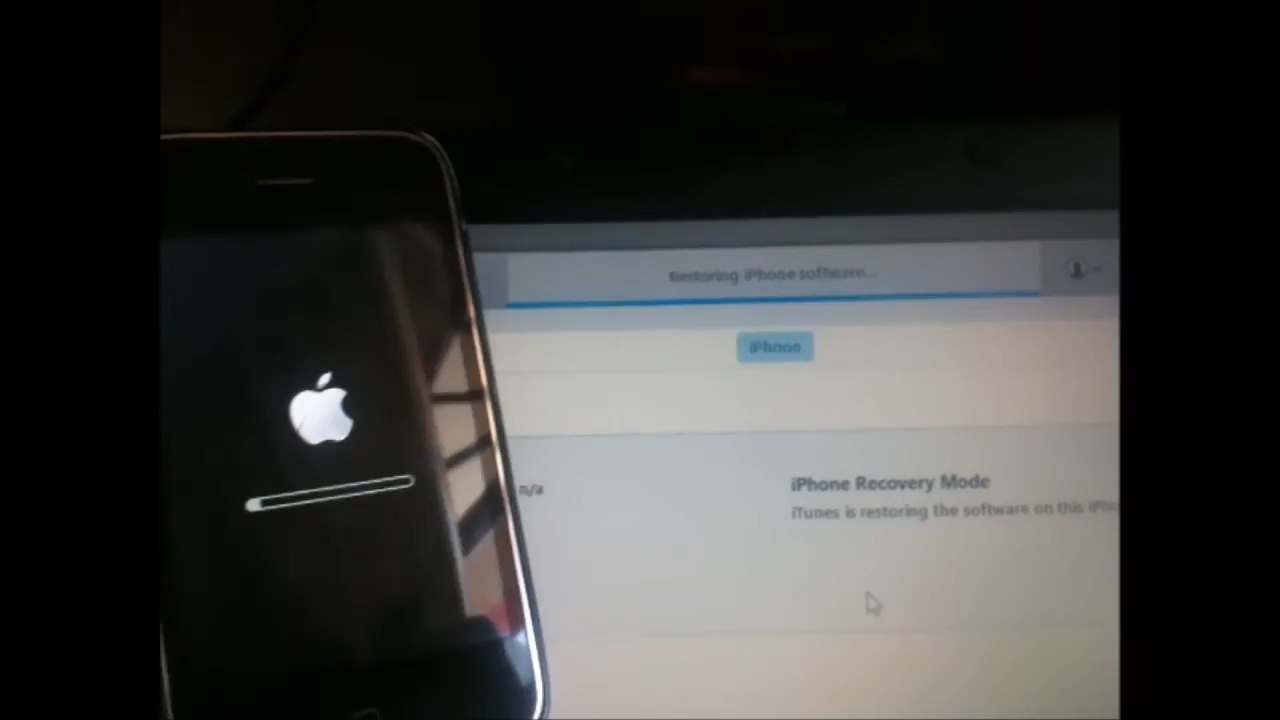 Restoring iPhone software...
iPhone
n/a
iPhone Recovery Mode
iTunes is restoring the software on this